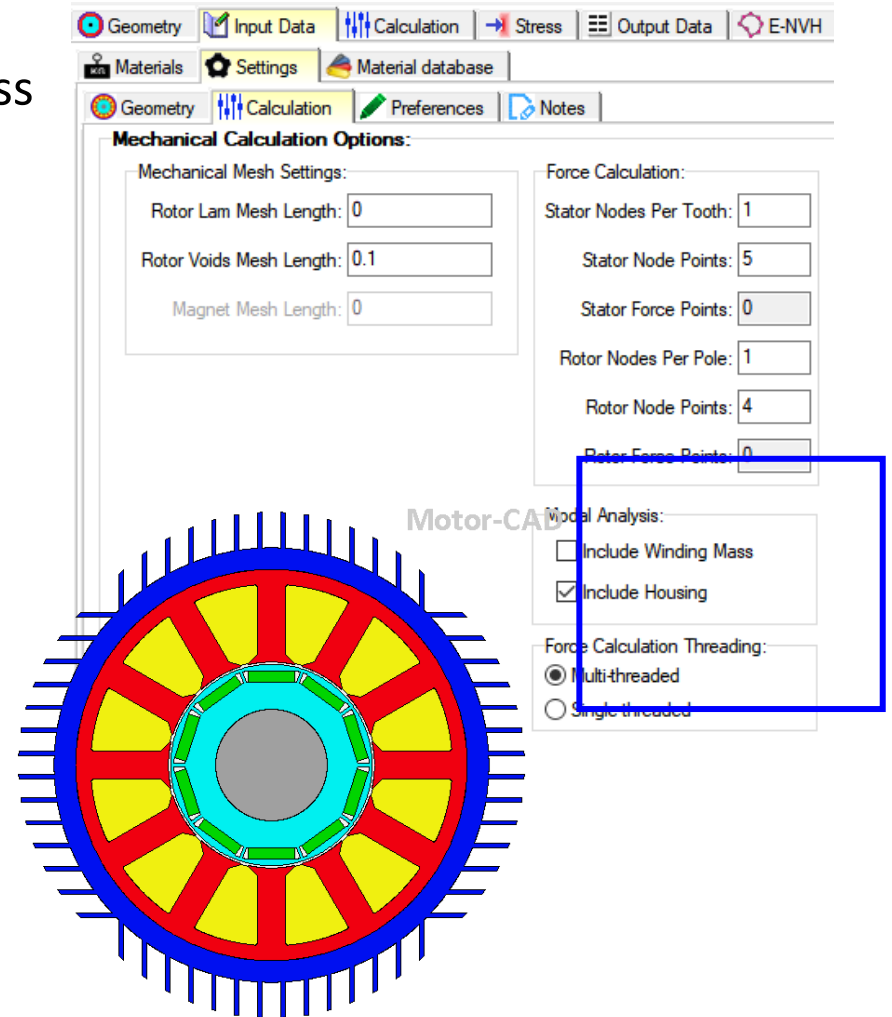 Geometry Input Data Calculation Stress Output Data E-NVH
ss
Materials Settings Material database
Geometry Calculation Preferences Notes
Mechanical Calculation Options:
Mechanical Mesh Settings:
Rotor Lam Mesh Length: 0
Rotor Voids Mesh Length: 0.1
Magnet Mesh Length: 0
Force Calculation:
Stator Nodes Per Tooth: 1
Stator Node Points: 5
Stator Force Points: 0
Rotor Nodes Per Pole: 1
Rotor Node Points: 4
Rotor Force Points: 0
Motor-CAD
Modal Analysis:
Include Winding Mass
Include Housing
Force Calculation Threading:
Multi-threaded
Single threaded